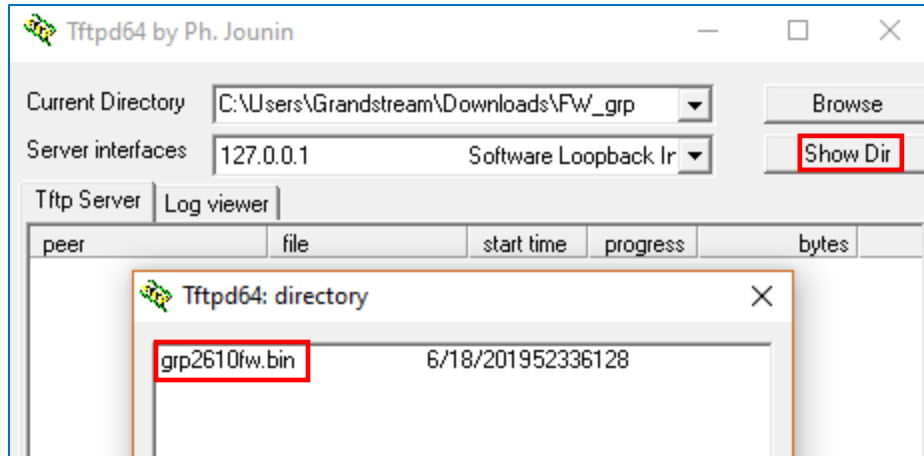 Tftpd64 by Ph. Jounin
Current Directory C:\Users\Grandstream\Downloads\FW_grp Browse
Server interfaces 127.0.0.1 Software Loopback Ir Show Dir
Tftp Server Log viewer
peer file start time progress bytes
Tftpd64: directory
grp2610fw.bin 6/18/201952336128